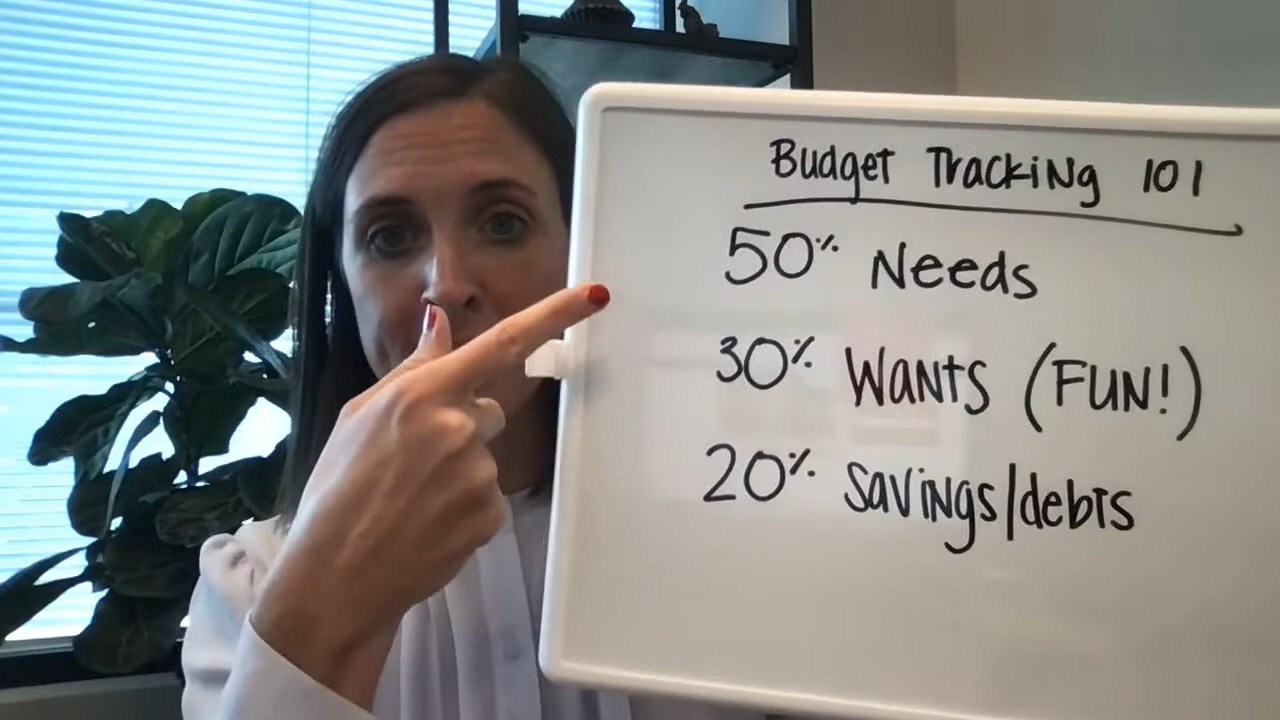 Budget Tracking 101
50% Needs
30% Wants (FUN!)
20% Savings/debts